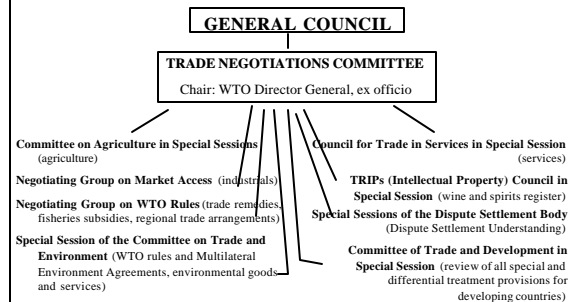 GENERAL COUNCIL
TRADE NEGOTIATIONS COMMITTEE
Chair: WTO Director General, ex officio
Committee on Agriculture in Special Sessions
(agriculture)
Negotiating Group on Market Access (industrials)
Negotiating Group on WTO Rules (trade remedies,
fisheries subsidies, regional trade arrangements)
Special Session of the Committee on Trade and
Environment (WTO rules and Multilateral
Environment Agreements, environmental goods
and services)
Council for Trade in Services in Special Session
(services)
TRIPs (Intellectual Property) Council in
Special Session (wine and spirits register)
Special Sessions of the Dispute Settlement Body
(Dispute Settlement Understanding)
Committee of Trade and Development in
Special Session (review of all special and
differential treatment provisions for
developing countries)